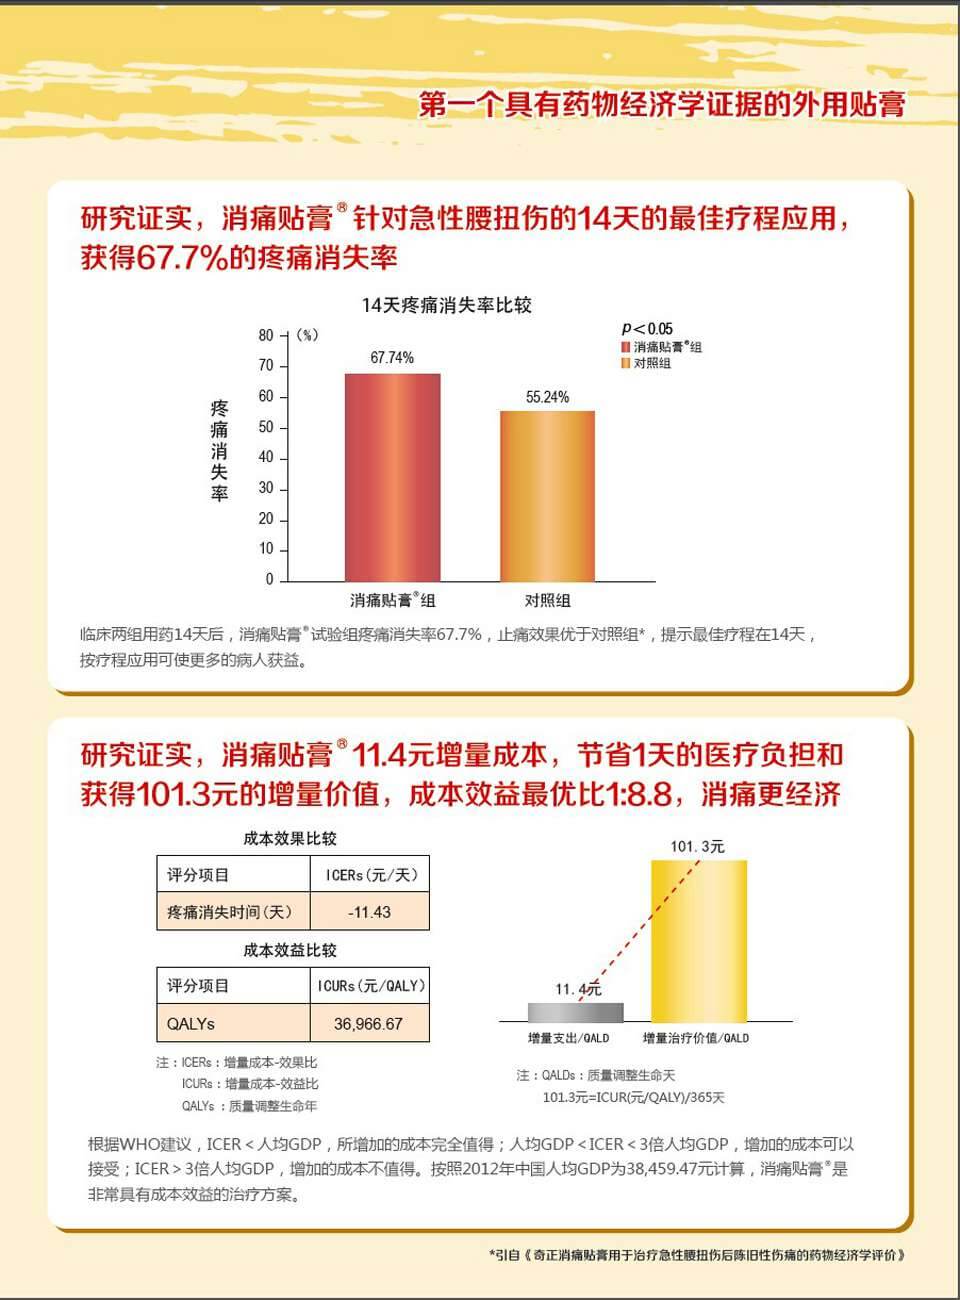 第一个具有药物经济学证据的外用贴膏
研究证实，消痛贴膏®针对急性腰扭伤的14天的最佳疗程应用，
获得67.7%的疼痛消失率
14天疼痛消失率比较
80 (%)
70
60
50
40
30
20
10
0
疼痛消失率
67.74%
55.24%
p＜0.05
消痛贴膏®组
对照组
消痛贴膏®组
对照组
临床两组用药14天后，消痛贴膏®试验组疼痛消失率67.7%，止痛效果优于对照组*，提示最佳疗程在14天，
按疗程应用可使更多的病人获益。
研究证实，消痛贴膏®11.4元增量成本，节省1天的医疗负担和
获得101.3元的增量价值，成本效益最优比1:8.8，消痛更经济
成本效果比较
评分项目 ICERs(元/天)
疼痛消失时间(天) -11.43
成本效益比较
评分项目 ICURs(元/QALY)
QALYs 36,966.67
注：ICERs：增量成本-效果比
ICURs：增量成本-效益比
QALYs：质量调整生命年
101.3元
11.4元
增量支出/QALD
增量治疗价值/QALD
注：QALDs：质量调整生命天
101.3元=ICUR(元/QALY)/365天
根据WHO建议，ICER＜人均GDP，所增加的成本完全值得；人均GDP＜ICER＜3倍人均GDP，增加的成本可以
接受；ICER＞3倍人均GDP，增加的成本不值得。按照2012年中国人均GDP为38,459.47元计算，消痛贴膏®是
非常具有成本效益的治疗方案。
*引自《奇正消痛贴膏用于治疗急性腰扭伤后陈旧性伤痛的药物经济学评价》